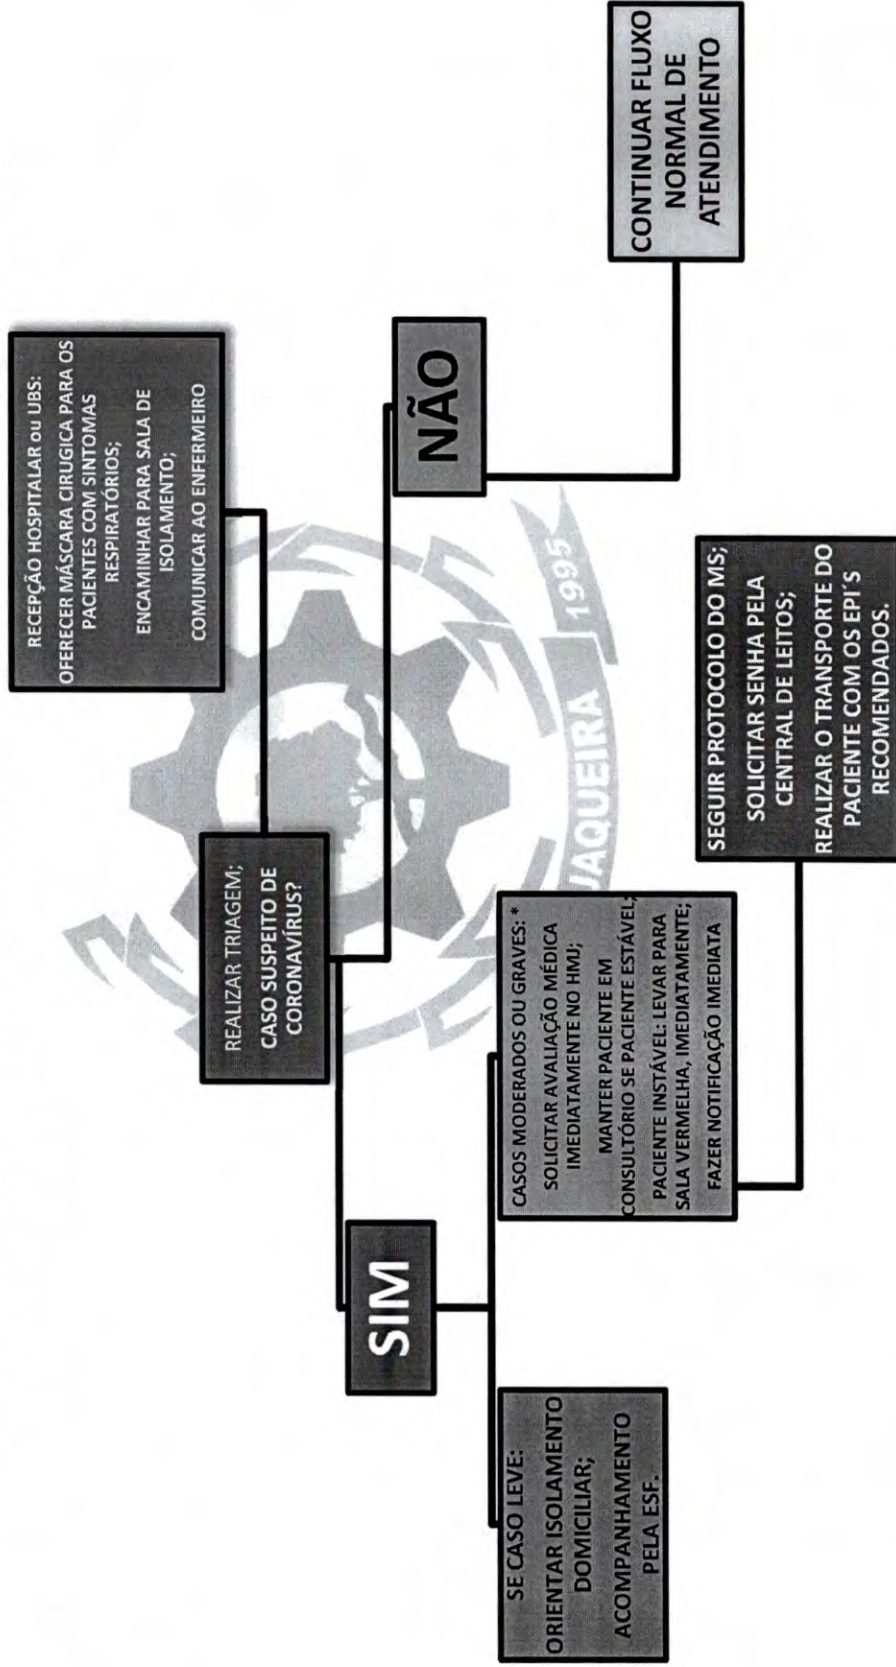 RECEPÇÃO HOSPITALAR ou UBS:
OFERECER MÁSCARA CIRUGICA PARA OS
PACIENTES COM SINTOMAS
RESPIRATÓRIOS;
ENCAMINHAR PARA SALA DE
ISOLAMENTO;
COMUNICAR AO ENFERMEIRO
REALIZAR TRIAGEM;
CASO SUSPEITO DE
CORONAVÍRUS?
SIM
NÃO
SE CASO LEVE:
ORIENTAR ISOLAMENTO
DOMICILIAR;
ACOMPANHAMENTO
PELA ESF.
CASOS MODERADOS OU GRAVES: *
SOLICITAR AVALIAÇÃO MÉDICA
IMEDIATAMENTE NO HMJ;
MANTER PACIENTE EM
CONSULTÓRIO SE PACIENTE ESTÁVEL;
PACIENTE INSTÁVEL: LEVAR PARA
SALA VERMELHA, IMEDIATAMENTE;
FAZER NOTIFICAÇÃO IMEDIATA
CONTINUAR FLUXO
NORMAL DE
ATENDIMENTO
SEGUIR PROTOCOLO DO MS;
SOLICITAR SENHA PELA
CENTRAL DE LEITOS;
REALIZAR O TRANSPORTE DO
PACIENTE COM OS EPI´S
RECOMENDADOS.
JAQUEIRA
1995